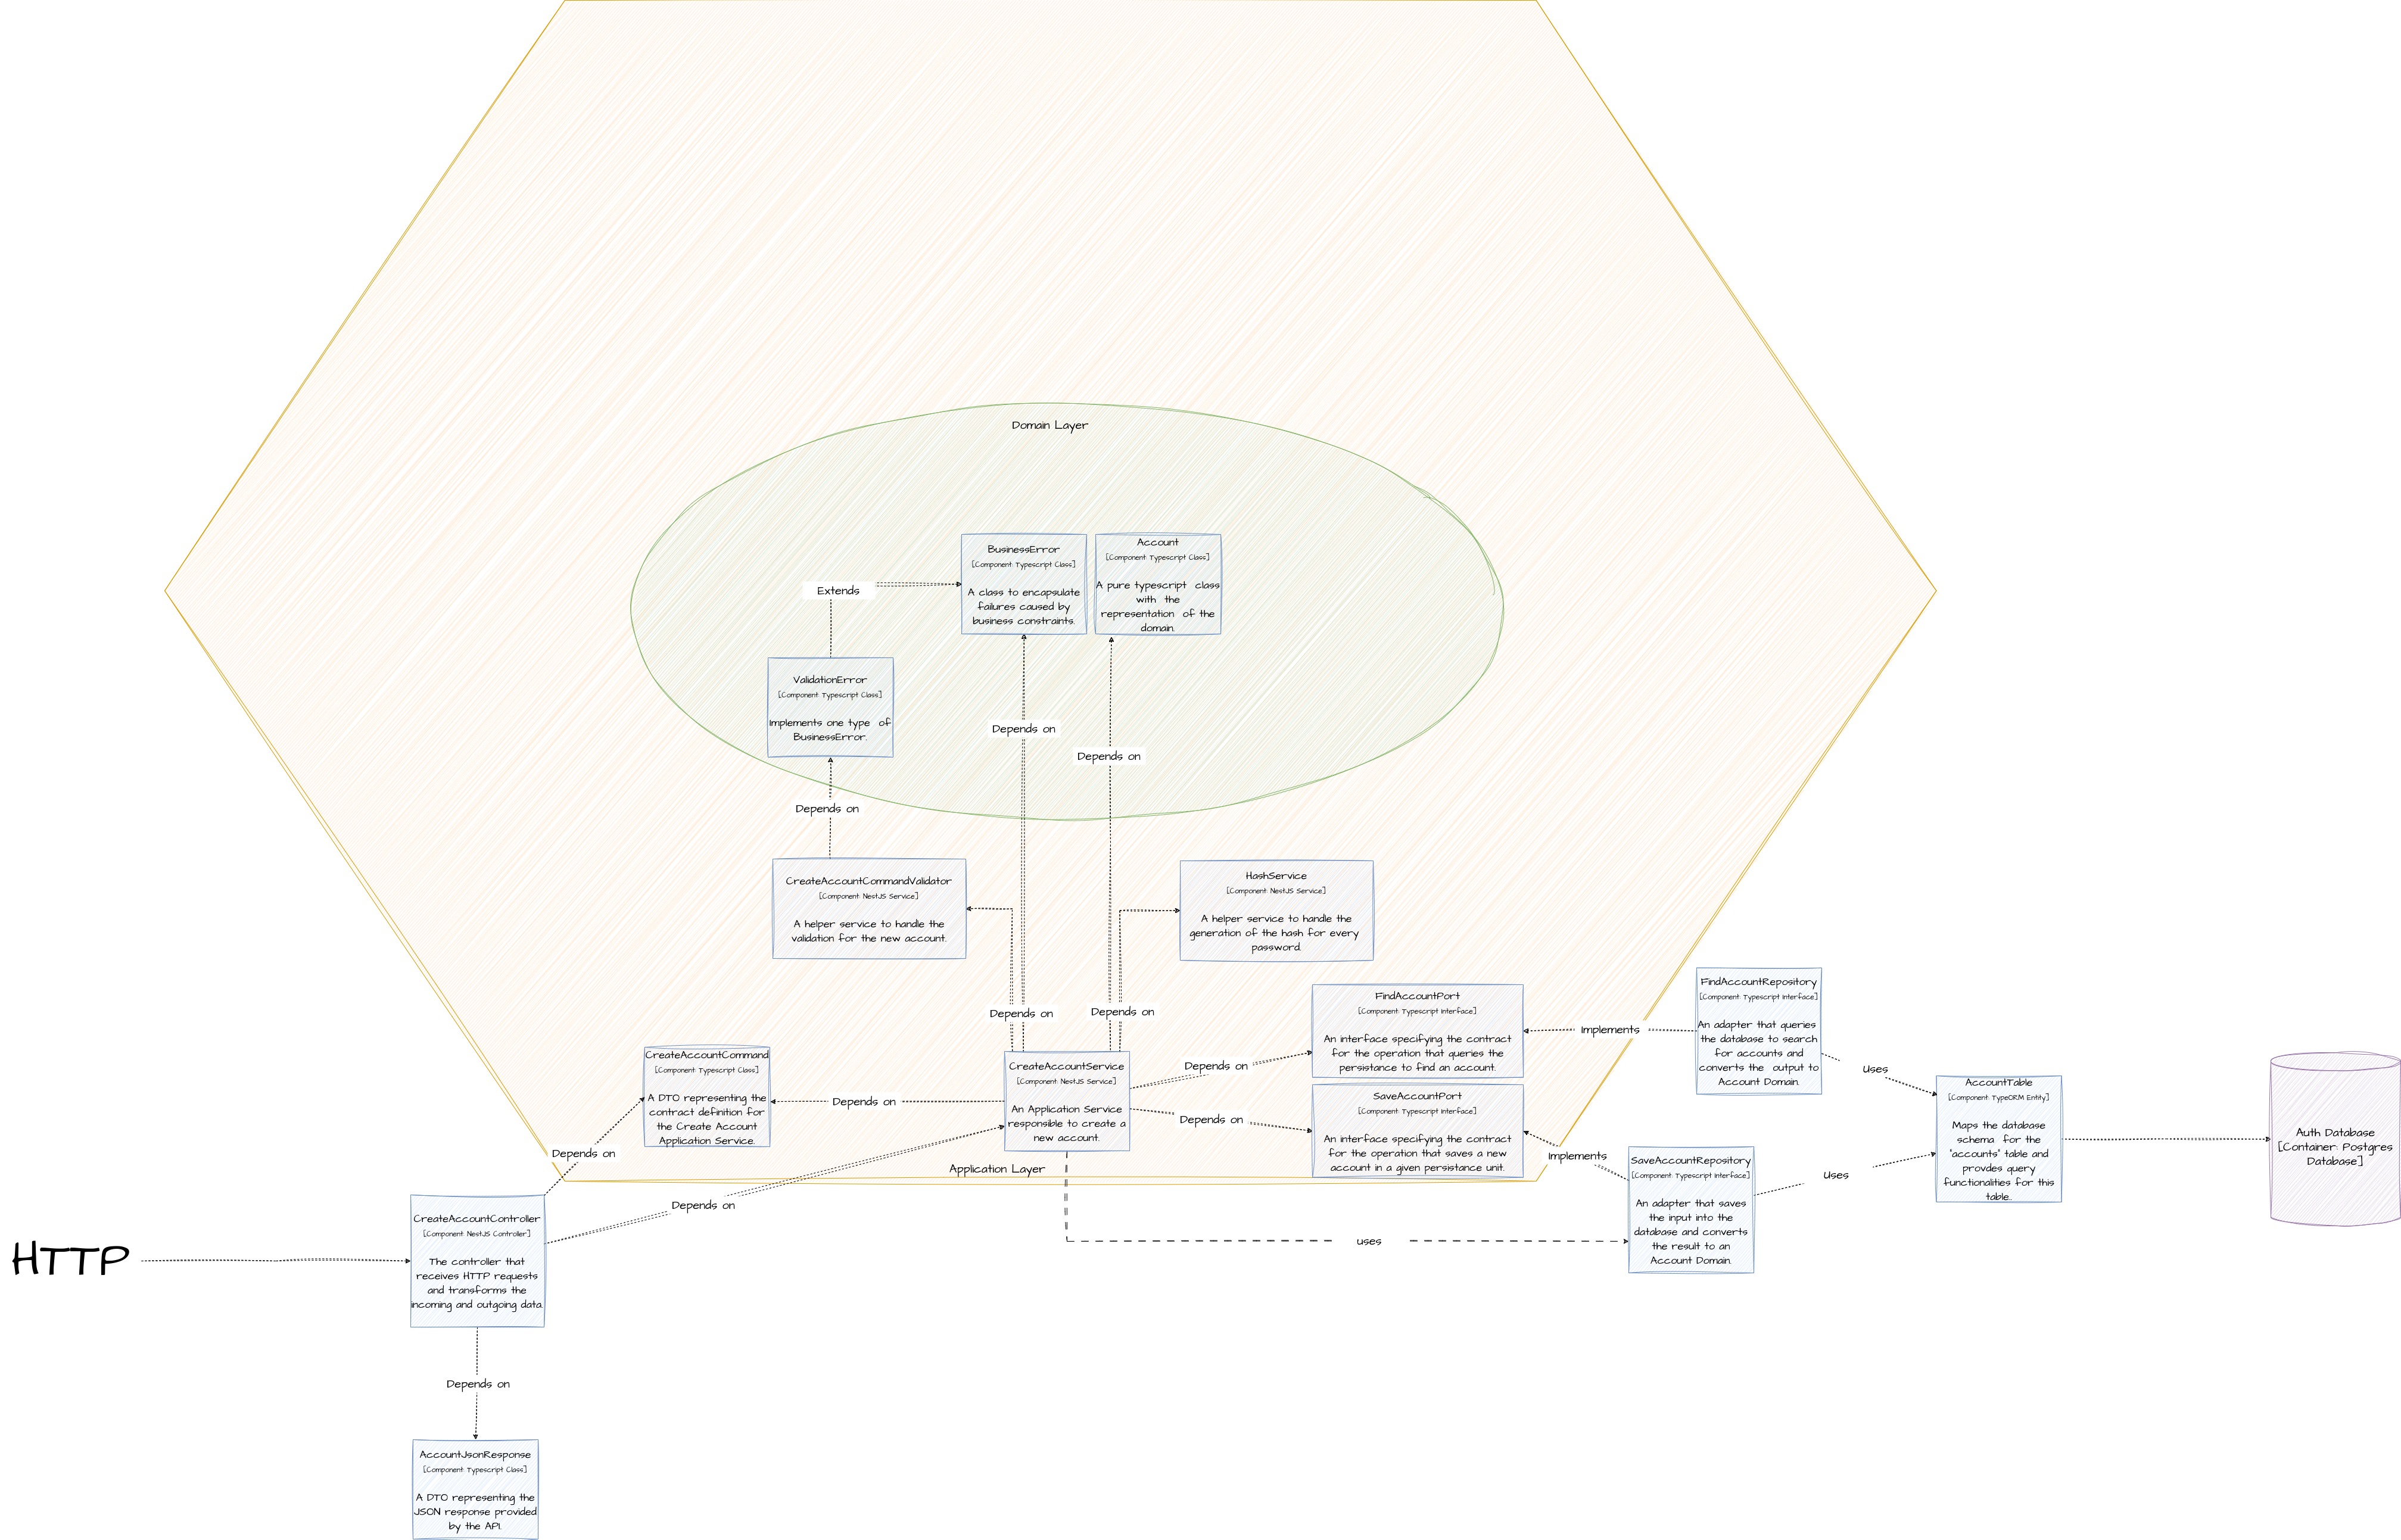 Domain Layer
BusinessError
[Component: Typescript Class]
A class to encapsulate
failures caused by
business constraints.
Account
[Component: Typescript Class]
A pure typescript class
with the
representation of the
domain.
Extends
ValidationError
[Component: Typescript Class]
Implements one type of
BusinessError.
Depends on
Depends on
Depends on
CreateAccountCommandValidator
[Component: NestJS Service]
A helper service to handle the
validation for the new account.
HashService
[Component: NestJS Service]
A helper service to handle the
generation of the hash for every
password.
Depends on
Depends on
FindAccountPort
[Component: Typescript Interface]
An interface specifying the contract
for the operation that queries the
persistance to find an account.
Implements
FindAccountRepository
[Component: Typescript Interface]
An adapter that queries
the database to search
for accounts and
converts the output to
Account Domain.
CreateAccountCommand
[Component: Typescript Class]
A DTO representing the
contract definition for
the Create Account
Application Service.
Depends on
CreateAccountService
[Component: NestJS Service]
An Application Service
responsible to create a
new account.
Depends on
Depends on
SaveAccountPort
[Component: Typescript Interface]
An interface specifying the contract
for the operation that saves a new
account in a given persistance unit.
Uses
AccountTable
[Component: TypeORM Entity]
Maps the database
schema for the
"accounts" table and
provdes query
functionalities for this
table..
Auth Database
[Container: Postgres
Database]
Depends on
Application Layer
Implements
SaveAccountRepository
[Component: Typescript Interface]
An adapter that saves
the input into the
database and converts
the result to an
Account Domain.
Uses
Depends on
uses
HTTP
CreateAccountController
[Component: NestJS Controller]
The controller that
receives HTTP requests
and transforms the
incoming and outgoing data.
Depends on
AccountJsonResponse
[Component: Typescript Class]
A DTO representing the
JSON response provided
by the API.